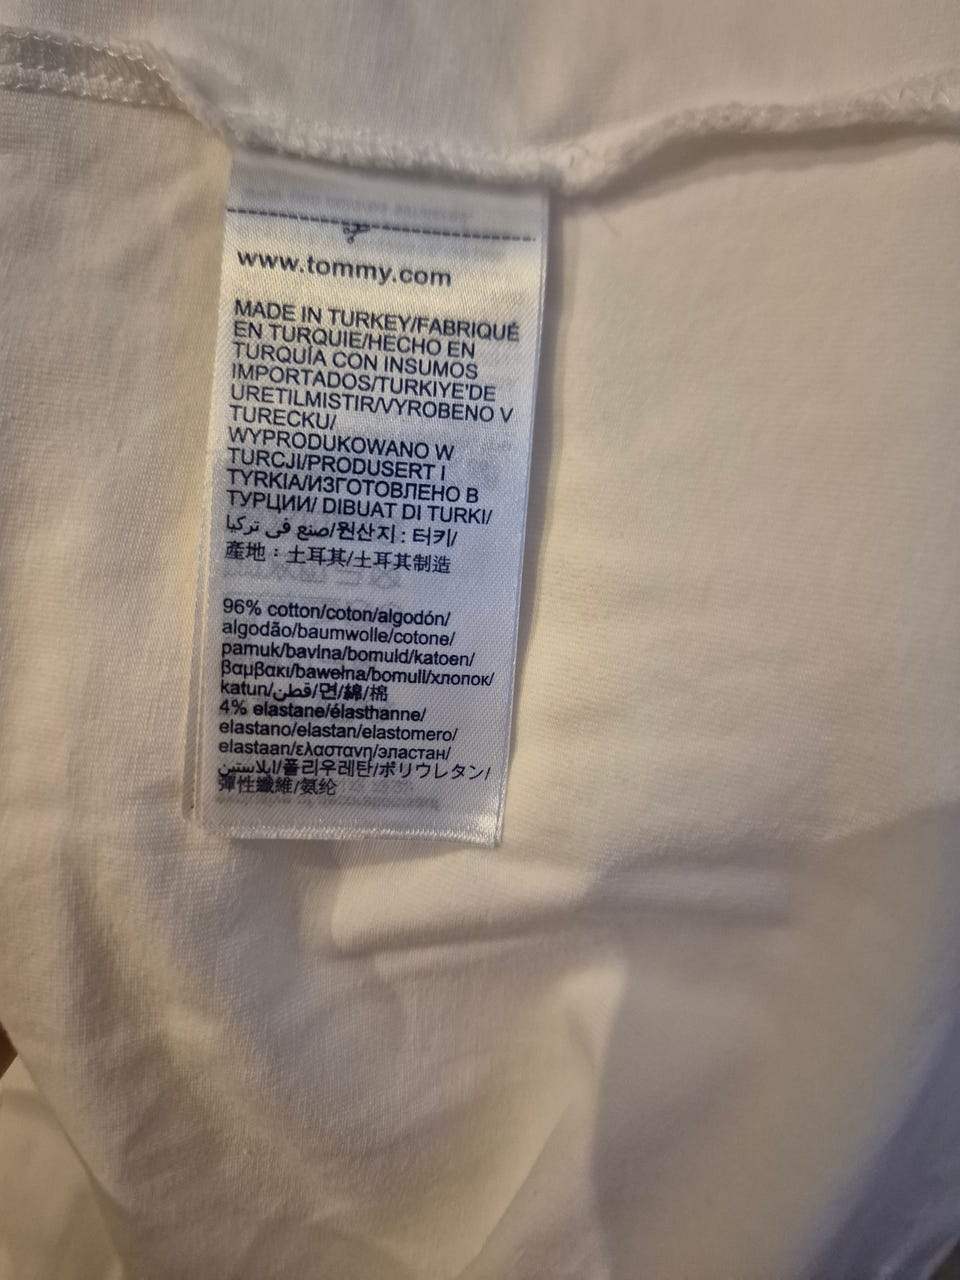 www.tommy.com
MADE IN TURKEY/FABRIQUÉ
EN TURQUIE/HECHO EN
TURQUÍA CON INSUMOS
IMPORTADOS/TURKIYE'DE
URETILMISTIR/VYROBENO V
TURECKU/
WYPRODUKOWANO W
TURCJI/PRODUSERT I
TYRKIA/ИЗГОТОВЛЕНО В
ТУРЦИИ/ DIBUAT DI TURKI/
صنع في تركيا/원산지 : 터키/
產地：土耳其/土耳其制造
96% cotton/coton/algodón/
algodão/baumwolle/cotone/
pamuk/bavlna/bomuld/katoen/
βαμβακι/bawełna/bomull/хлопок/
katun/قطن/면/綿/棉
4% elastane/élasthanne/
elastano/elastan/elastomero/
elastaan/ελαστανη/эластан/
ايلاستين/폴리우레탄/ポリウレタン/
彈性纖維/氨纶